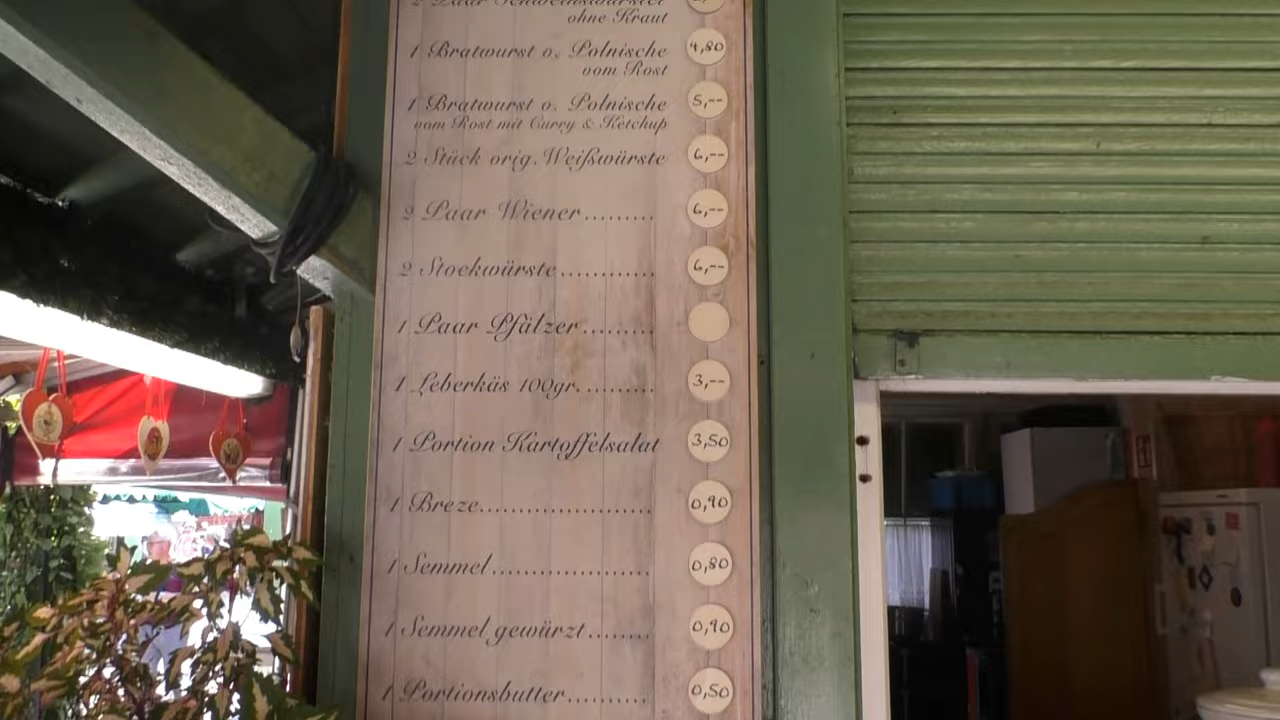 2 Paar Schweinswürstel
ohne Kraut
1 Bratwurst o. Polnische 4,80
vom Rost
1 Bratwurst o. Polnische 5,--
vom Rost mit Curry & Ketchup
2 Stück orig. Weißwürste 6,--
2 Paar Wiener......... 6,--
2 Stockwürste............ 6,--
1 Paar Pfälzer.........
1 Leberkäs 100gr.......... 3,--
1 Portion Kartoffelsalat 3,50
1 Breze..................... 0,90
1 Semmel................... 0,80
1 Semmel gewürzt........ 0,90
1 Portionsbutter.......... 0,50